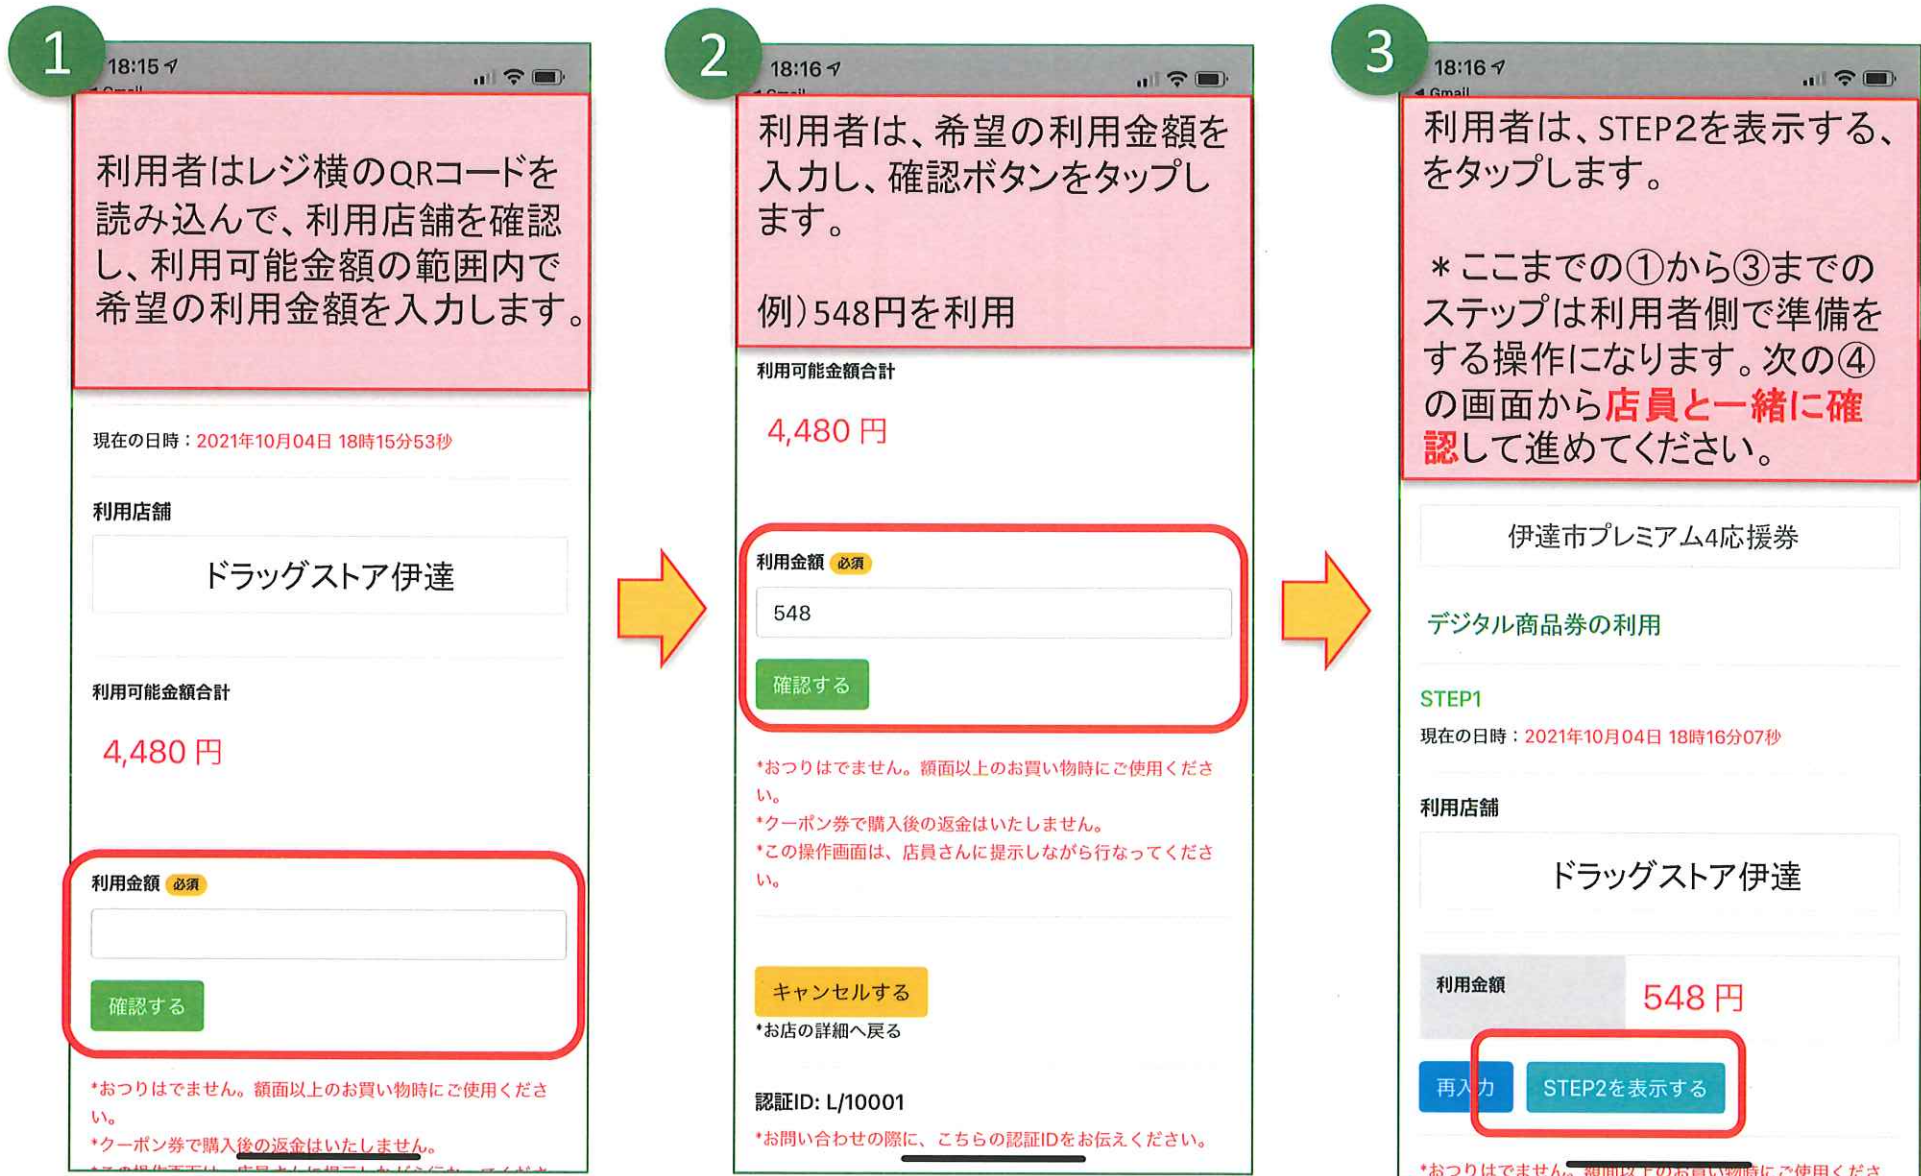 1
18:15
利用者はレジ横のQRコードを
読み込んで、利用店舗を確認
し、利用可能金額の範囲内で
希望の利用金額を入力します。
現在の日時：2021年10月04日 18時15分53秒
利用店舗
ドラッグストア伊達
利用可能金額合計
4,480 円
利用金額 必須
確認する
*おつりはでません。額面以上のお買い物時にご使用くださ
い。
*クーポン券で購入後の返金はいたしません。
2
18:16
利用者は、希望の利用金額を
入力し、確認ボタンをタップし
ます。
例）548円を利用
利用可能金額合計
4,480 円
利用金額 必須
548
確認する
*おつりはでません。額面以上のお買い物時にご使用くださ
い。
*クーポン券で購入後の返金はいたしません。
*この操作画面は、店員さんに提示しながら行なってくださ
い。
キャンセルする
*お店の詳細へ戻る
認証ID: L/10001
*お問い合わせの際に、こちらの認証IDをお伝えください。
3
18:16
Gmail
利用者は、STEP2を表示する、
をタップします。
＊ここまでの①から③までの
ステップは利用者側で準備を
する操作になります。次の④
の画面から店員と一緒に確
認して進めてください。
伊達市プレミアム4応援券
デジタル商品券の利用
STEP1
現在の日時：2021年10月04日 18時16分07秒
利用店舗
ドラッグストア伊達
利用金額 548 円
再入力 STEP2を表示する
*おつりはでません。額面以上のお買い物時にご使用くださ